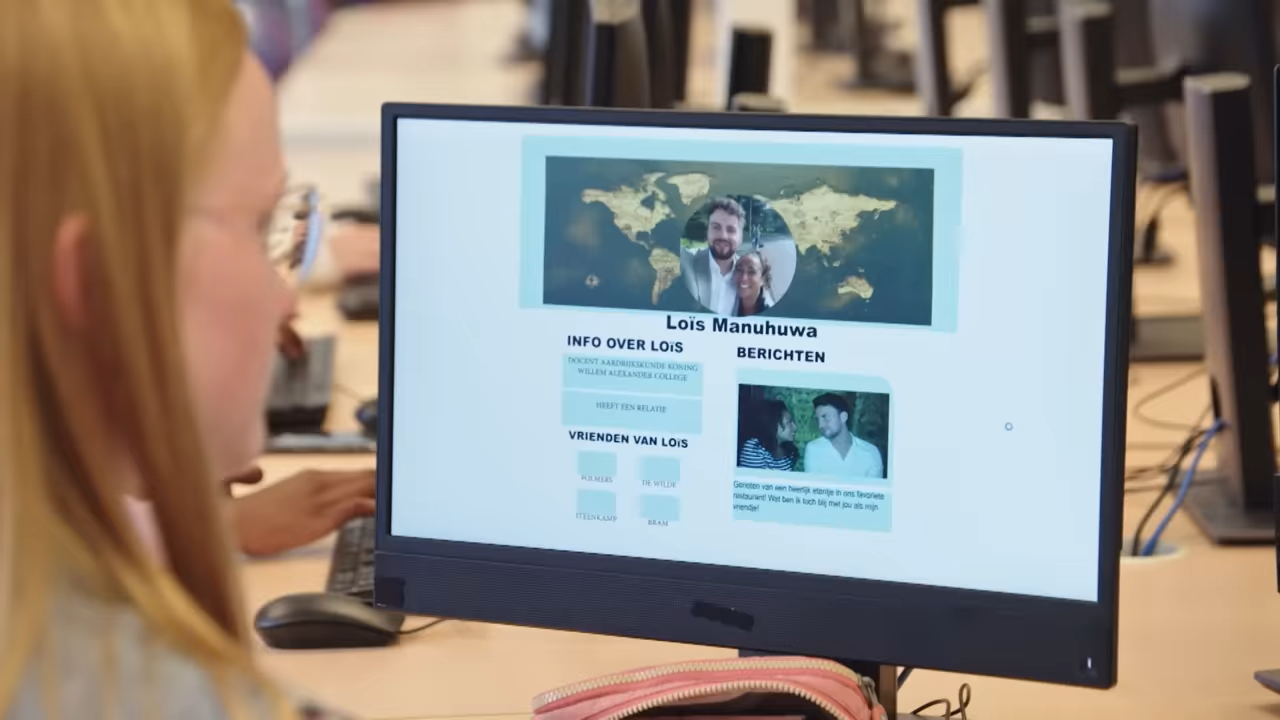 Loïs Manuhuwa
INFO OVER LOïS
DOCENT AARDRIJKSKUNDE KONING
WILLEM ALEXANDER COLLEGE
HEEFT EEN RELATIE
VRIENDEN VAN LOïS
POLMERS
DE WILDE
STEENKAMP
BRAM
BERICHTEN
Genoten van een heerlijk etentje in ons favoriete
restaurant! Wat ben ik toch blij met jou als mijn
vriendje!